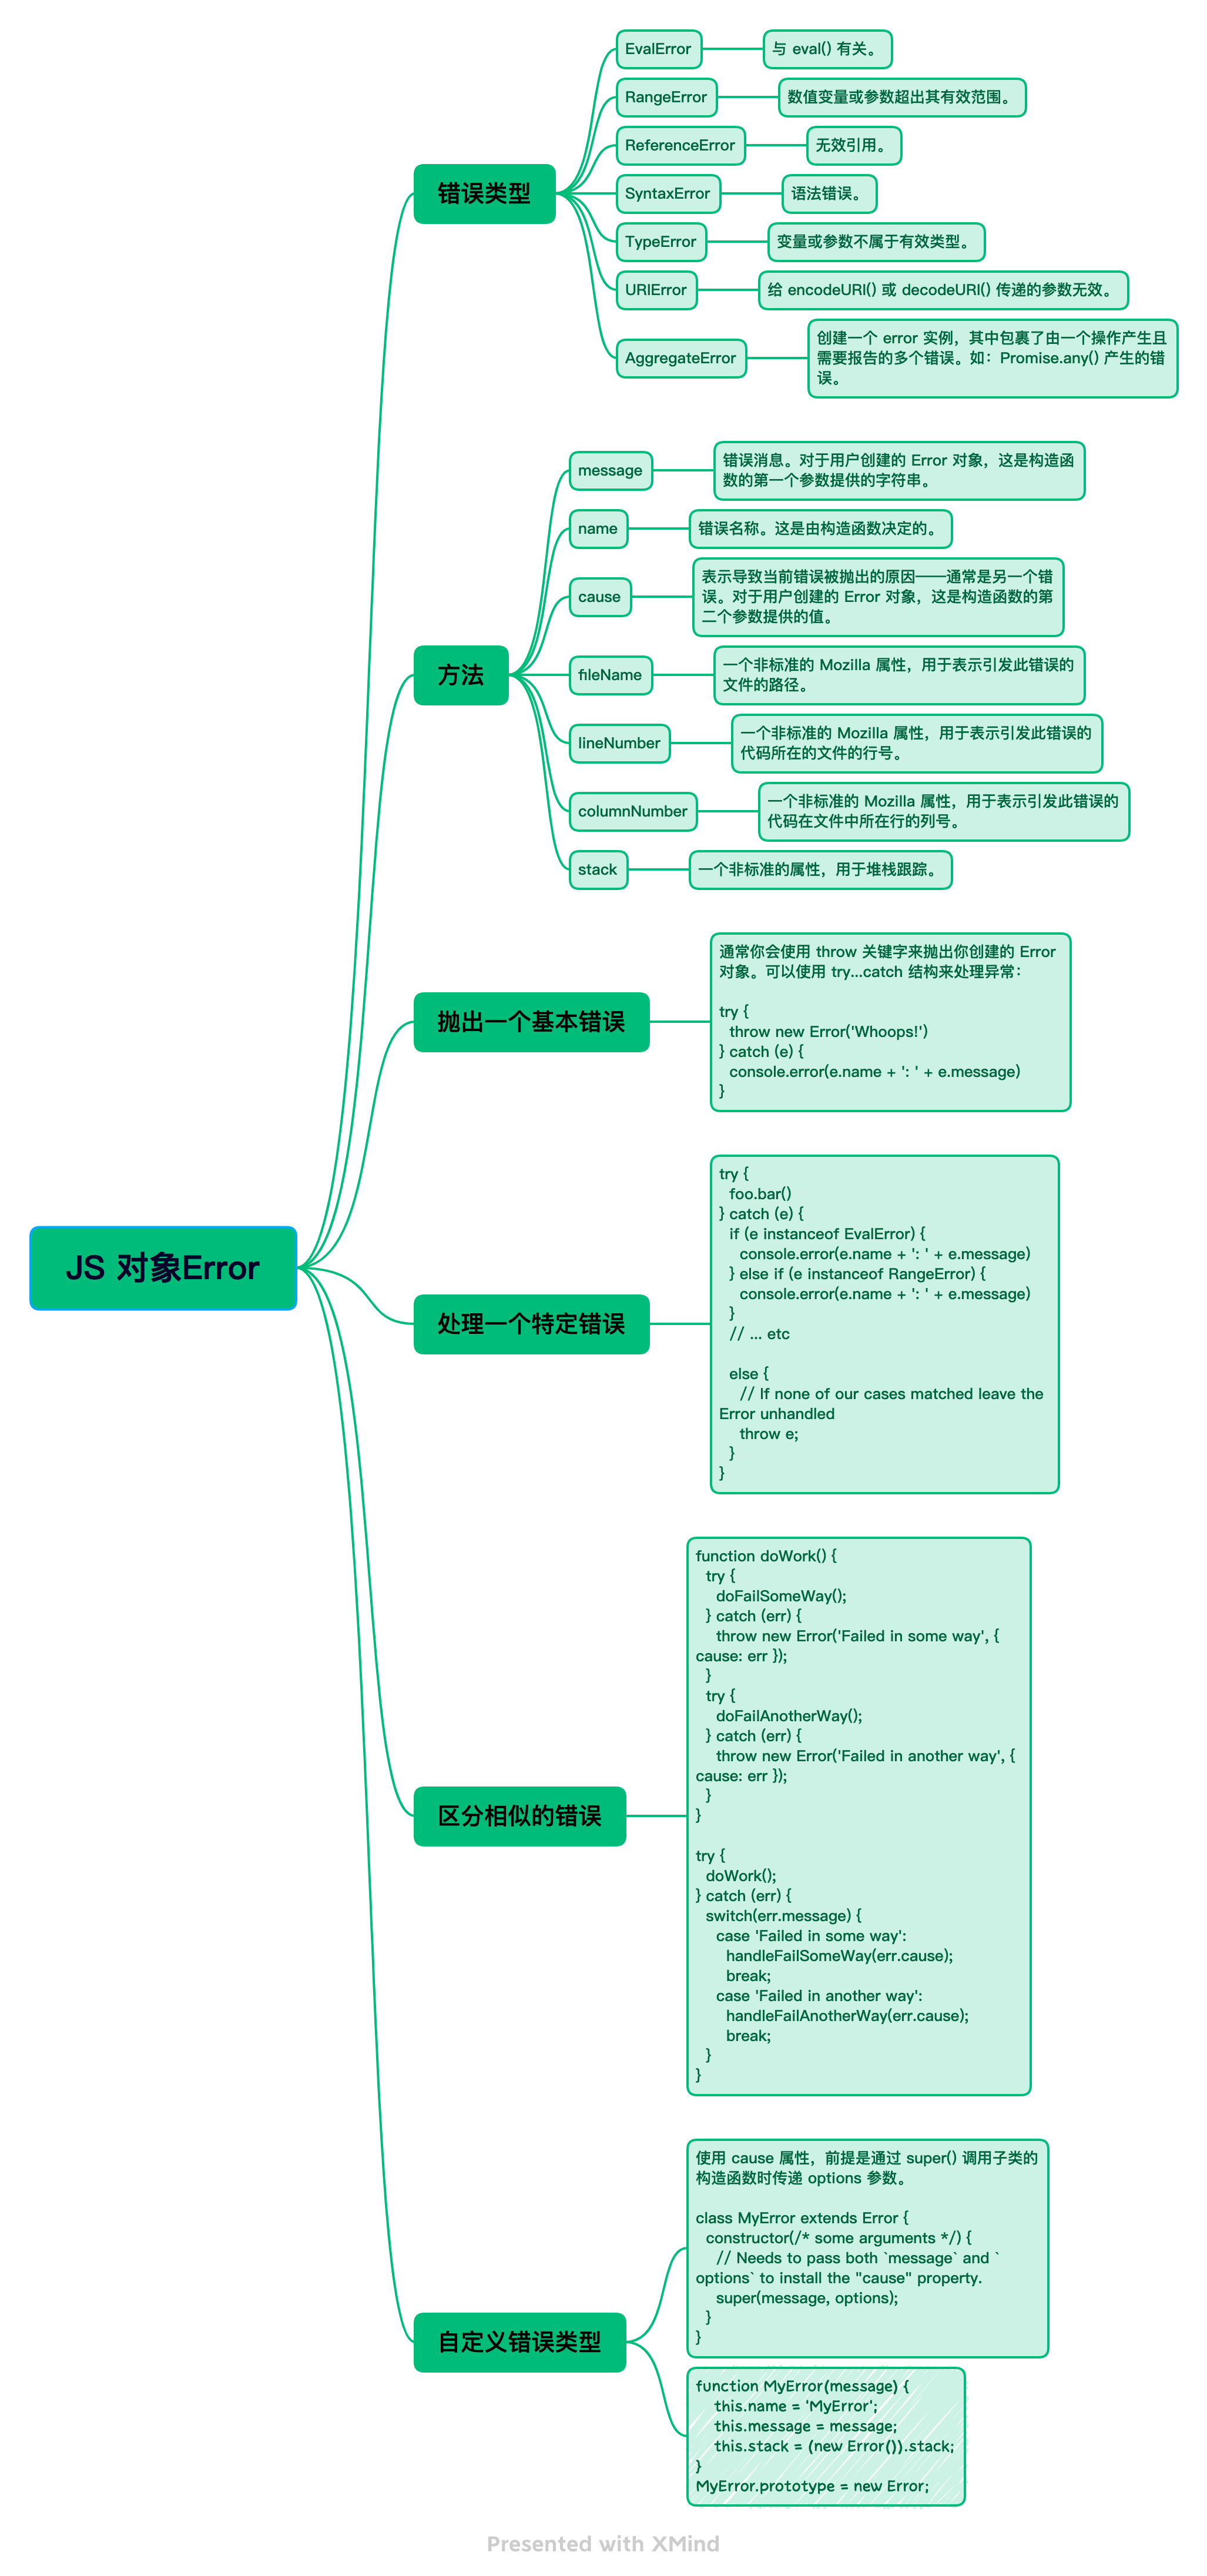 JS 对象Error
错误类型
EvalError
与 eval() 有关。
RangeError
数值变量或参数超出其有效范围。
ReferenceError
无效引用。
SyntaxError
语法错误。
TypeError
变量或参数不属于有效类型。
URIError
给 encodeURI() 或 decodeURl() 传递的参数无效。
AggregateError
创建一个 error 实例，其中包裹了由一个操作产生且
需要报告的多个错误。如：Promise.any() 产生的错
误。
方法
message
错误消息。对于用户创建的 Error 对象，这是构造函
数的第一个参数提供的字符串。
name
错误名称。这是由构造函数决定的。
cause
表示导致当前错误被抛出的原因——通常是另一个错
误。对于用户创建的 Error 对象，这是构造函数的第
二个参数提供的值。
fileName
一个非标准的 Mozilla 属性，用于表示引发此错误的
文件的路径。
lineNumber
一个非标准的 Mozilla 属性，用于表示引发此错误的
代码所在的文件的行号。
columnNumber
一个非标准的 Mozilla 属性，用于表示引发此错误的
代码在文件中所在行的列号。
stack
一个非标准的属性，用于堆栈跟踪。
抛出一个基本错误
通常你会使用 throw 关键字来抛出你创建的 Error
对象。可以使用 try...catch 结构来处理异常：
try {
throw new Error('Whoops!')
} catch (e) {
console.error(e.name + ': ' + e.message)
}
处理一个特定错误
try {
foo.bar()
} catch (e) {
if (e instanceof EvalError) {
console.error(e.name + ': ' + e.message)
} else if (e instanceof RangeError) {
console.error(e.name + ': ' + e.message)
}
// ... etc
else {
// If none of our cases matched leave the
Error unhandled
throw e;
}
}
区分相似的错误
function doWork() {
try {
doFailSomeWay();
} catch (err) {
throw new Error('Failed in some way', {
cause: err });
}
try {
doFailAnotherWay();
} catch (err) {
throw new Error('Failed in another way', {
cause: err });
}
}
try {
doWork();
} catch (err) {
switch(err.message) {
case 'Failed in some way':
handleFailSomeWay(err.cause);
break;
case 'Failed in another way':
handleFailAnotherWay(err.cause);
break;
}
}
自定义错误类型
使用 cause 属性，前提是通过 super() 调用子类的
构造函数时传递 options 参数。
class MyError extends Error {
constructor(/* some arguments */) {
// Needs to pass both `message` and `
options` to install the "cause" property.
super(message, options);
}
}
function MyError(message) {
this.name = 'MyError';
this.message = message;
this.stack = (new Error()).stack;
}
MyError.prototype = new Error;
Presented with XMind